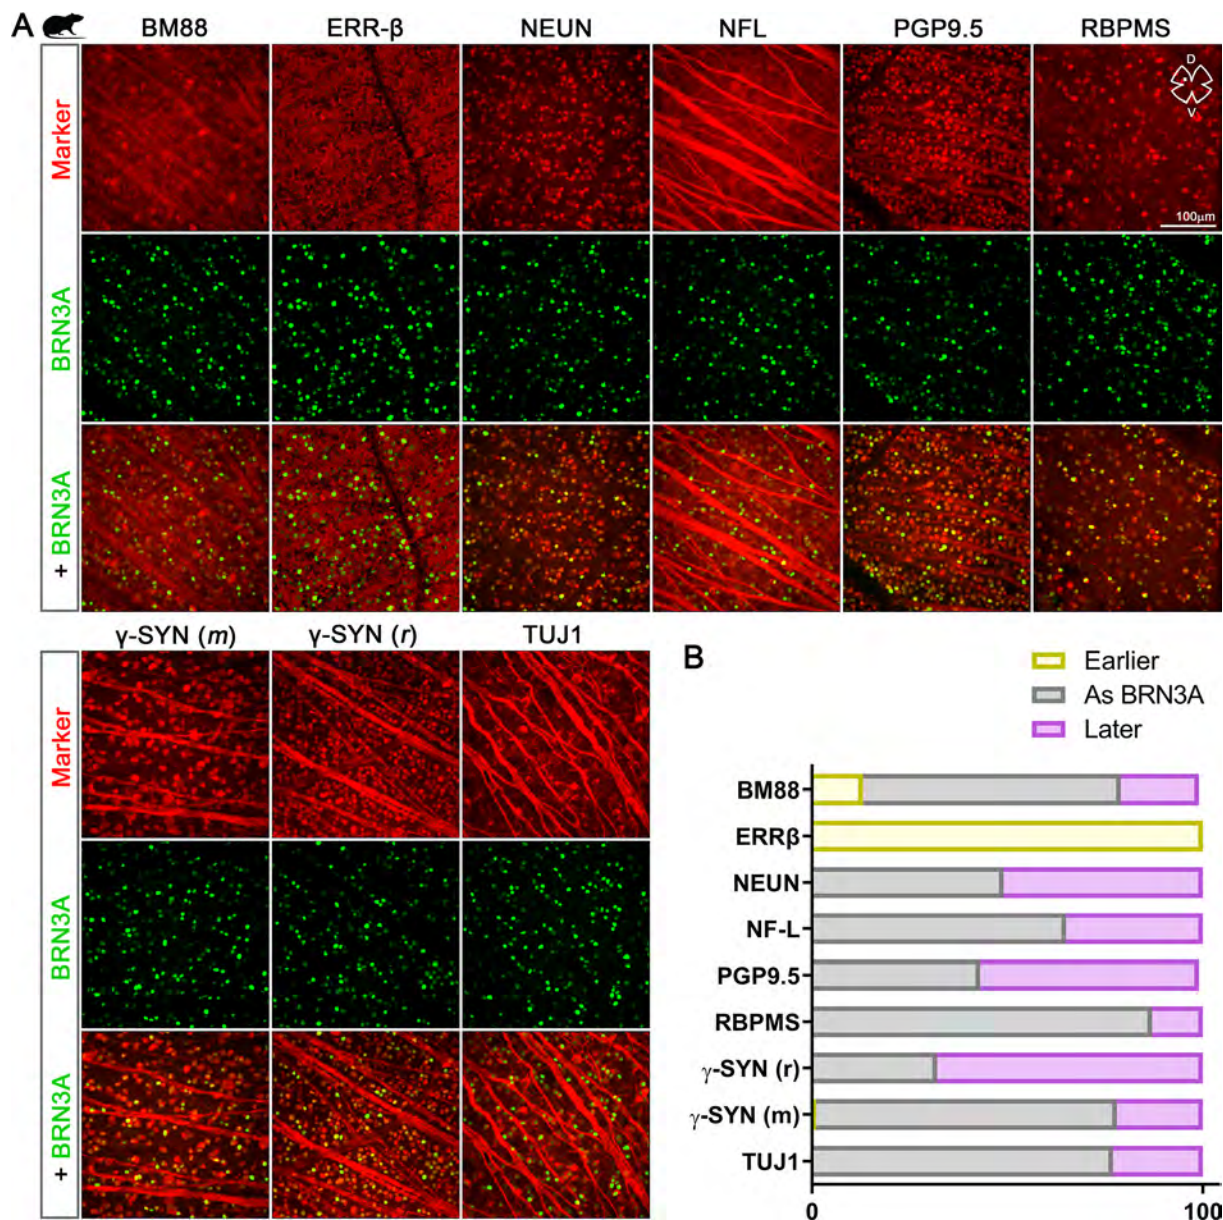 A
BM88 ERR-β NEUN NFL PGP9.5 RBPMS
Marker
D
V
100µm
BRN3A
+ BRN3A
γ-SYN (m) γ-SYN (r) TUJ1
Marker
BRN3A
+ BRN3A
B
Earlier
As BRN3A
Later
BM88
ERRβ
NEUN
NF-L
PGP9.5
RBPMS
γ-SYN (r)
γ-SYN (m)
TUJ1
0 100